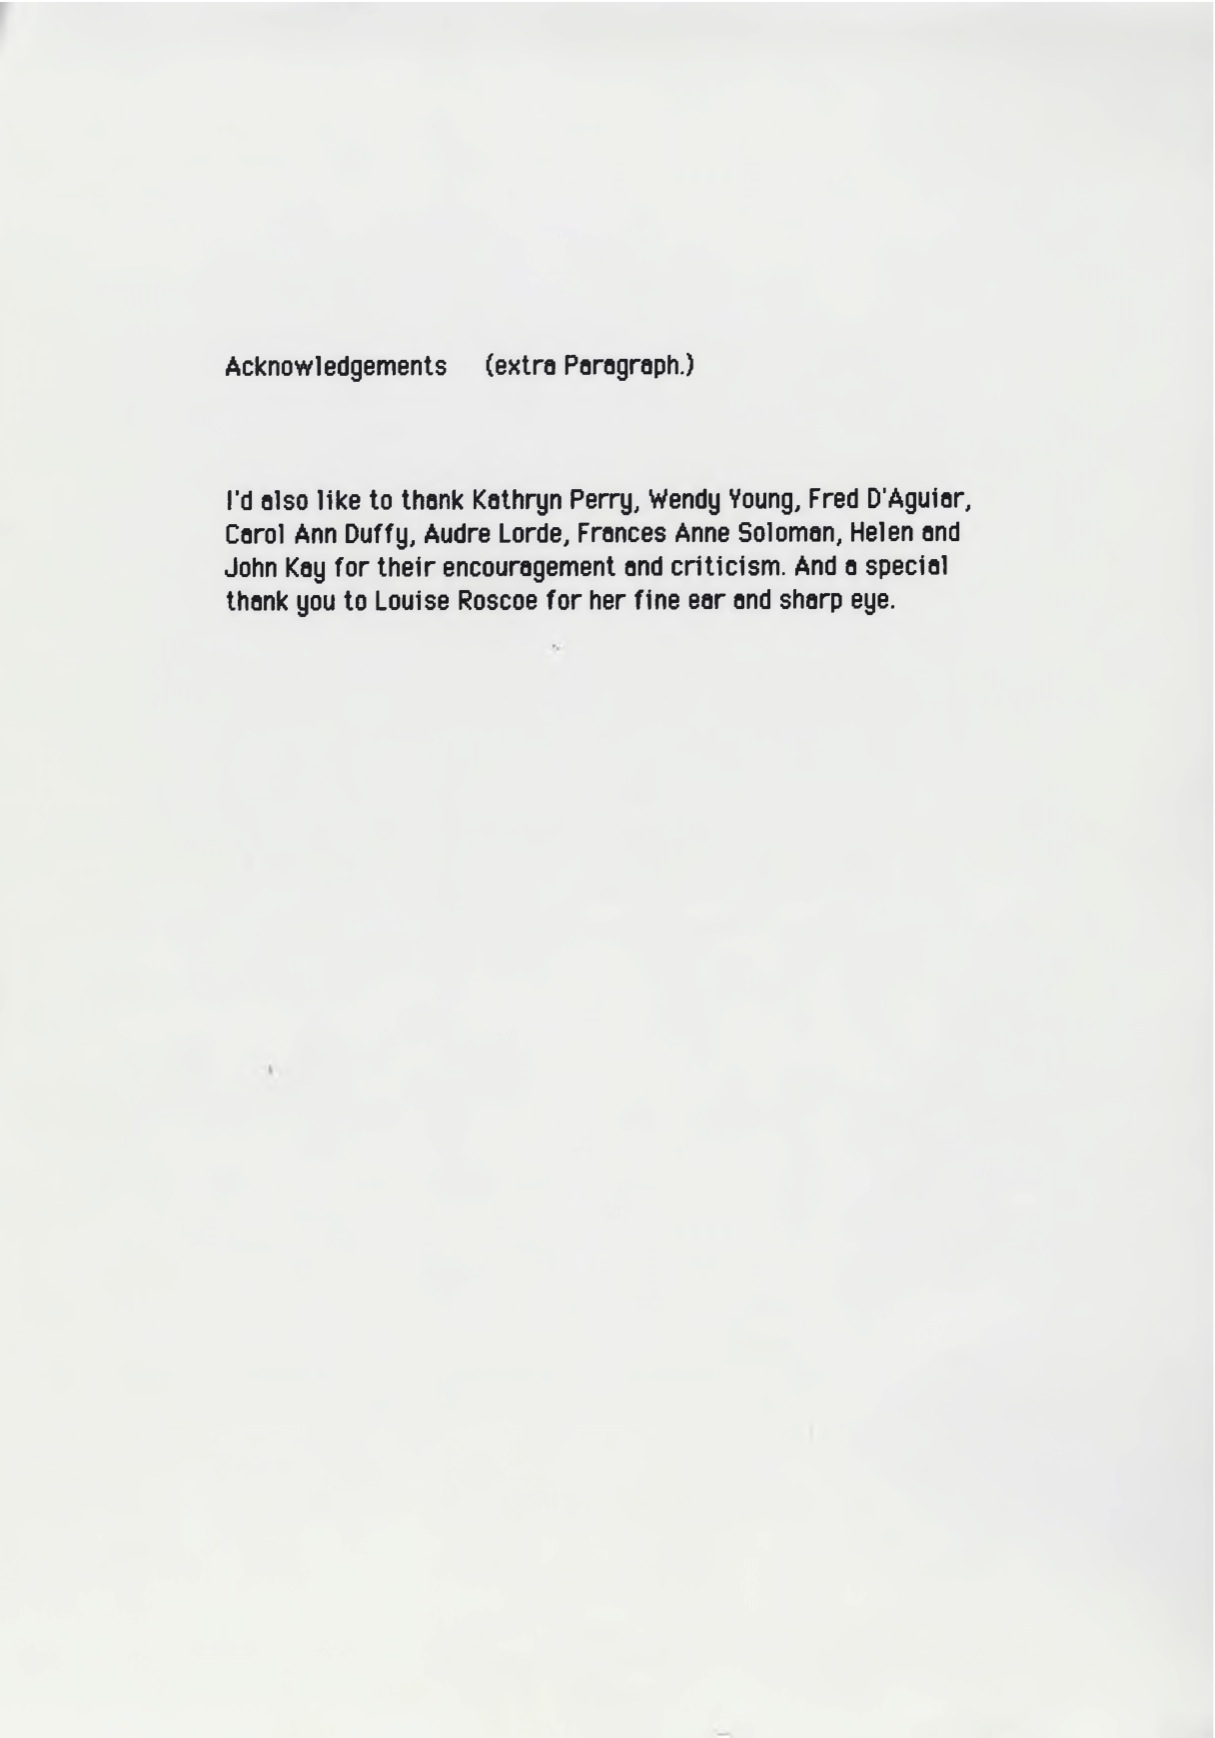 Acknowledgements (extra Paragraph.)
I'd also like to thank Kathryn Perry, Wendy Young, Fred D'Aguiar,
Carol Ann Duffy, Audre Lorde, Frances Anne Soloman, Helen and
John Kay for their encouragement and criticism. And a special
thank you to Louise Roscoe for her fine ear and sharp eye.